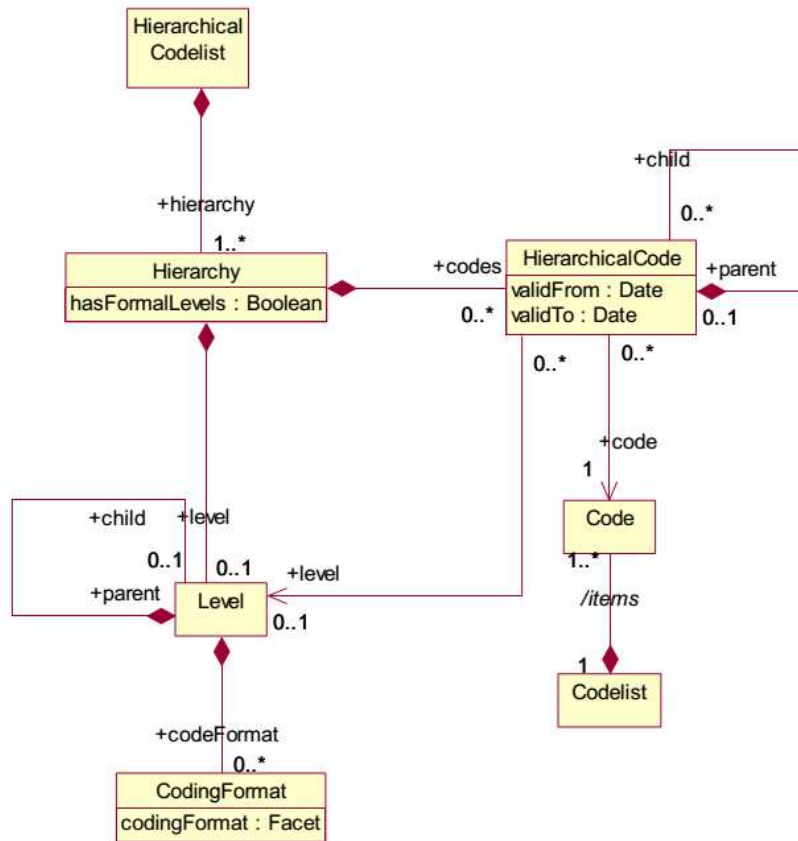 Hierarchical
Codelist
+child
+hierarchy
0..*
1..*
Hierarchy
hasFormalLevels : Boolean
+codes
0..*
HierarchicalCode
validFrom : Date
validTo : Date
+parent
0..1
0..*
0..*
+code
1
Code
1..*
/items
1
Codelist
+child
+level
0..1
0..1
+parent
Level
+level
0..1
+codeFormat
0..*
CodingFormat
codingFormat : Facet